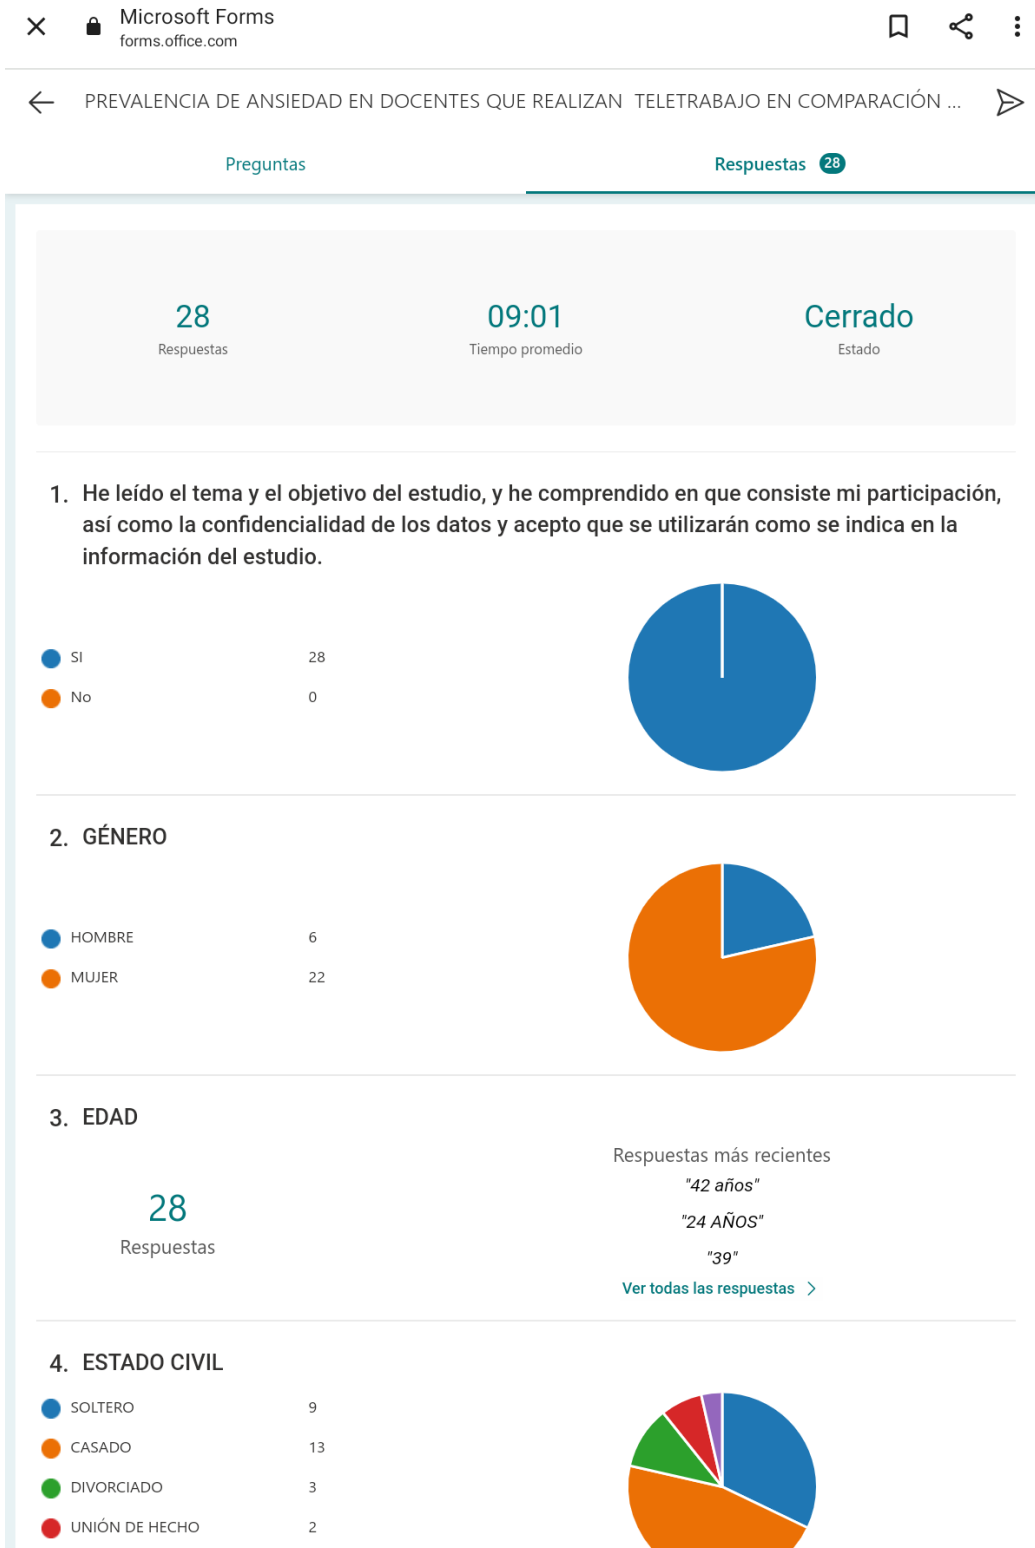 Microsoft Forms
forms.office.com
PREVALENCIA DE ANSIEDAD EN DOCENTES QUE REALIZAN  TELETRABAJO EN COMPARACIÓN ...
Preguntas
Respuestas 28
28
Respuestas
09:01
Tiempo promedio
Cerrado
Estado
1. He leído el tema y el objetivo del estudio, y he comprendido en que consiste mi participación,
así como la confidencialidad de los datos y acepto que se utilizarán como se indica en la
información del estudio.
SI 28
No 0
2. GÉNERO
HOMBRE 6
MUJER 22
3. EDAD
28
Respuestas
Respuestas más recientes
"42 años"
"24 AÑOS"
"39"
Ver todas las respuestas
4. ESTADO CIVIL
SOLTERO 9
CASADO 13
DIVORCIADO 3
UNIÓN DE HECHO 2